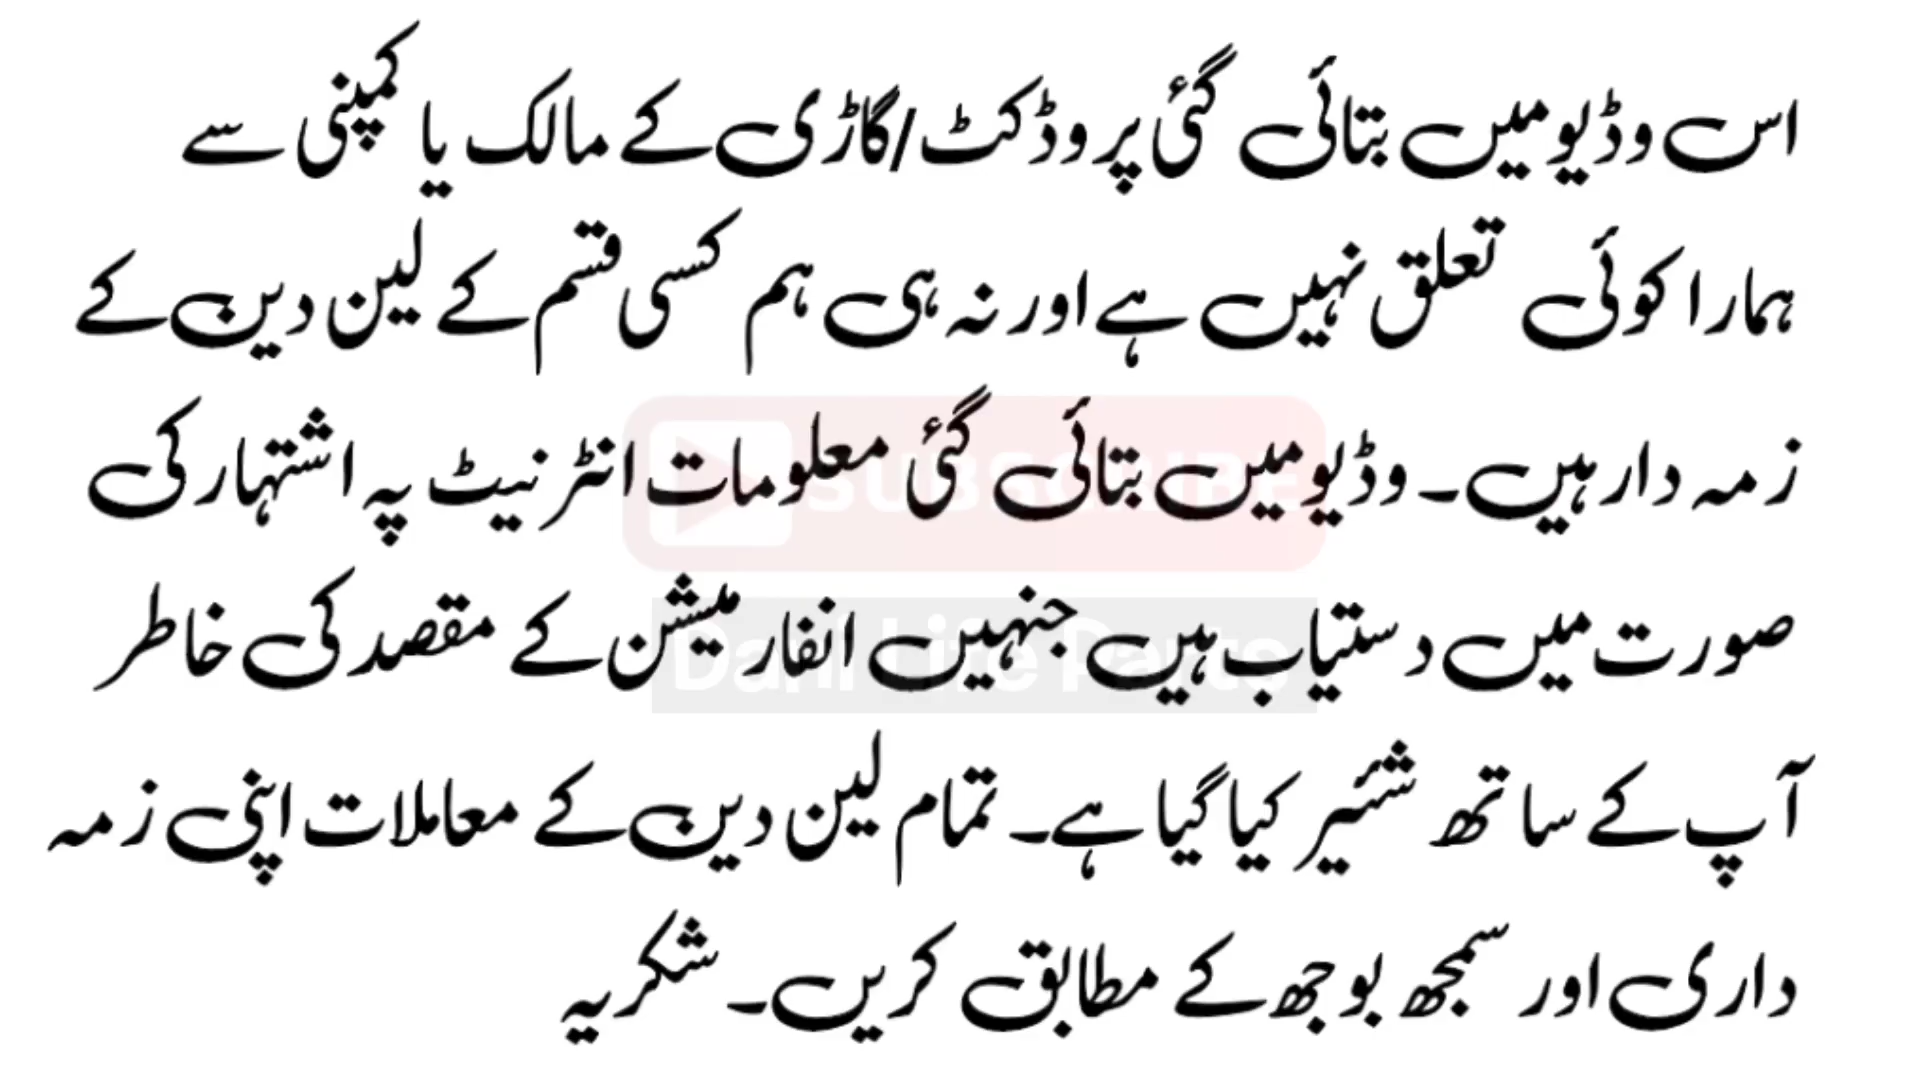 اس وڈیو میں بتائی گئی پروڈکٹ/گاڑی کے مالک یا کمپنی سے
ہمارا کوئی تعلق نہیں ہے اور نہ ہی ہم کسی قسم کے لین دین کے
زمہ دار ہیں۔ وڈیو میں بتائی گئی معلومات انٹرنیٹ پہ اشتہار کی
SUBSCRIBE
صورت میں دستیاب ہیں جنہیں انفارمیشن کے مقصد کی خاطر
آپ کے ساتھ شئیر کیا گیا ہے۔ تمام لین دین کے معاملات اپنی زمہ
داری اور سمجھ بوجھ کے مطابق کریں۔ شکریہ